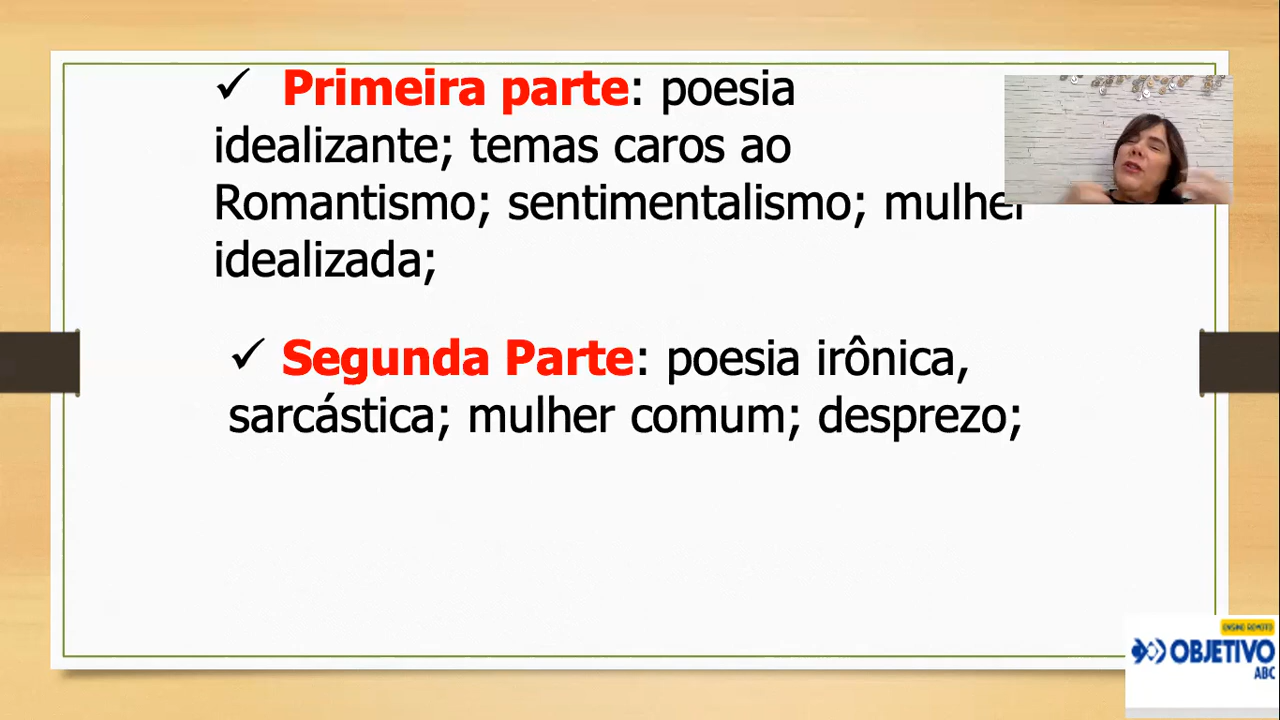 ✓ Primeira parte: poesia
idealizante; temas caros ao
Romantismo; sentimentalismo; mulher
idealizada;
✓ Segunda Parte: poesia irônica,
sarcástica; mulher comum; desprezo;
ENSINO REMOTO
OBJETIVO
ABC